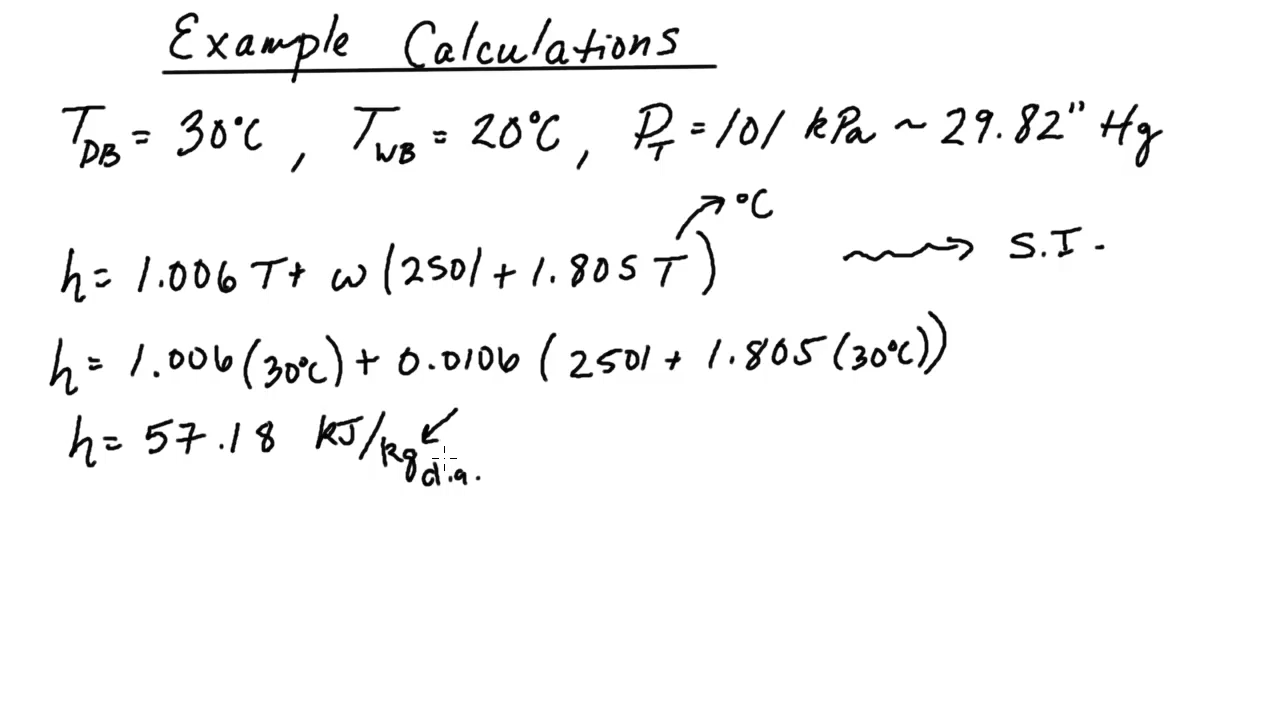 Example Calculations
T_DB = 30°C, T_WB = 20°C, P_T = 101 kPa ~ 29.82" Hg
°C
h = 1.006 T + ω (2501 + 1.805 T) → S.I.
h = 1.006 (30°C) + 0.0106 (2501 + 1.805 (30°C))
h = 57.18 kJ/kg d.a.